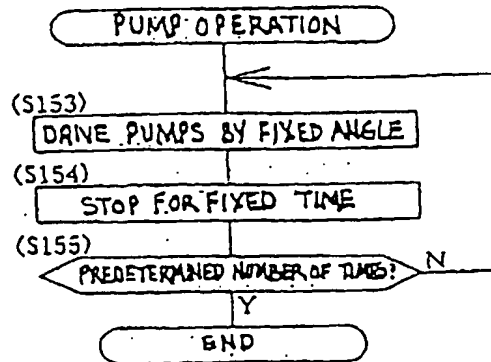 PUMP OPERATION
(S153)
DRIVE PUMPS BY FIXED ANGLE
(S154)
STOP FOR FIXED TIME
(S155)
PREDETERMINED NUMBER OF TIMES?
N
Y
END